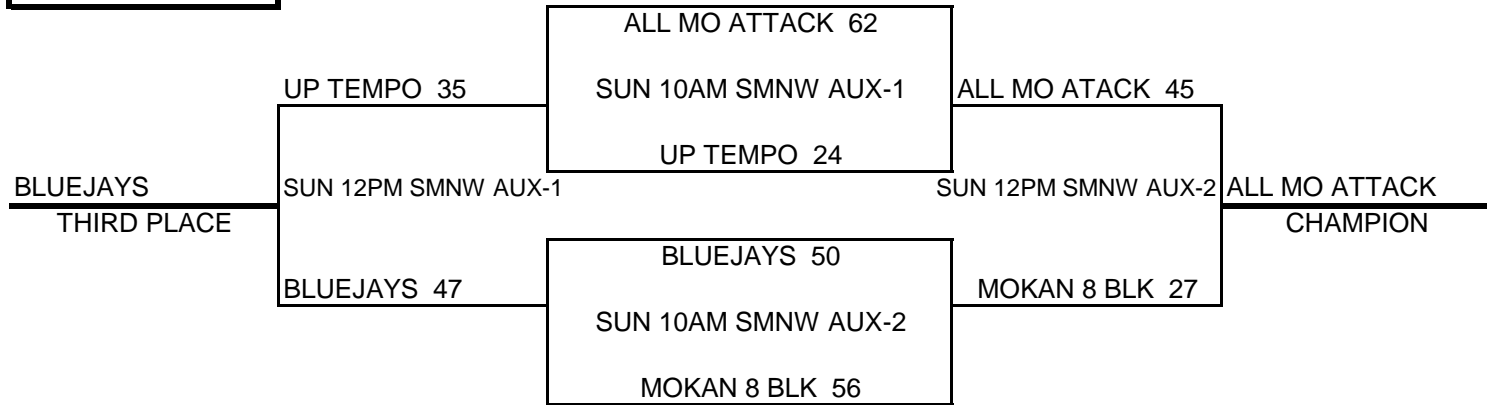 ALL MO ATTACK 62
UP TEMPO 35
SUN 10AM SMNW AUX-1
ALL MO ATACK 45
UP TEMPO 24
BLUEJAYS
SUN 12PM SMNW AUX-1
SUN 12PM SMNW AUX-2
ALL MO ATTACK
THIRD PLACE
CHAMPION
BLUEJAYS 50
BLUEJAYS 47
MOKAN 8 BLK 27
SUN 10AM SMNW AUX-2
MOKAN 8 BLK 56